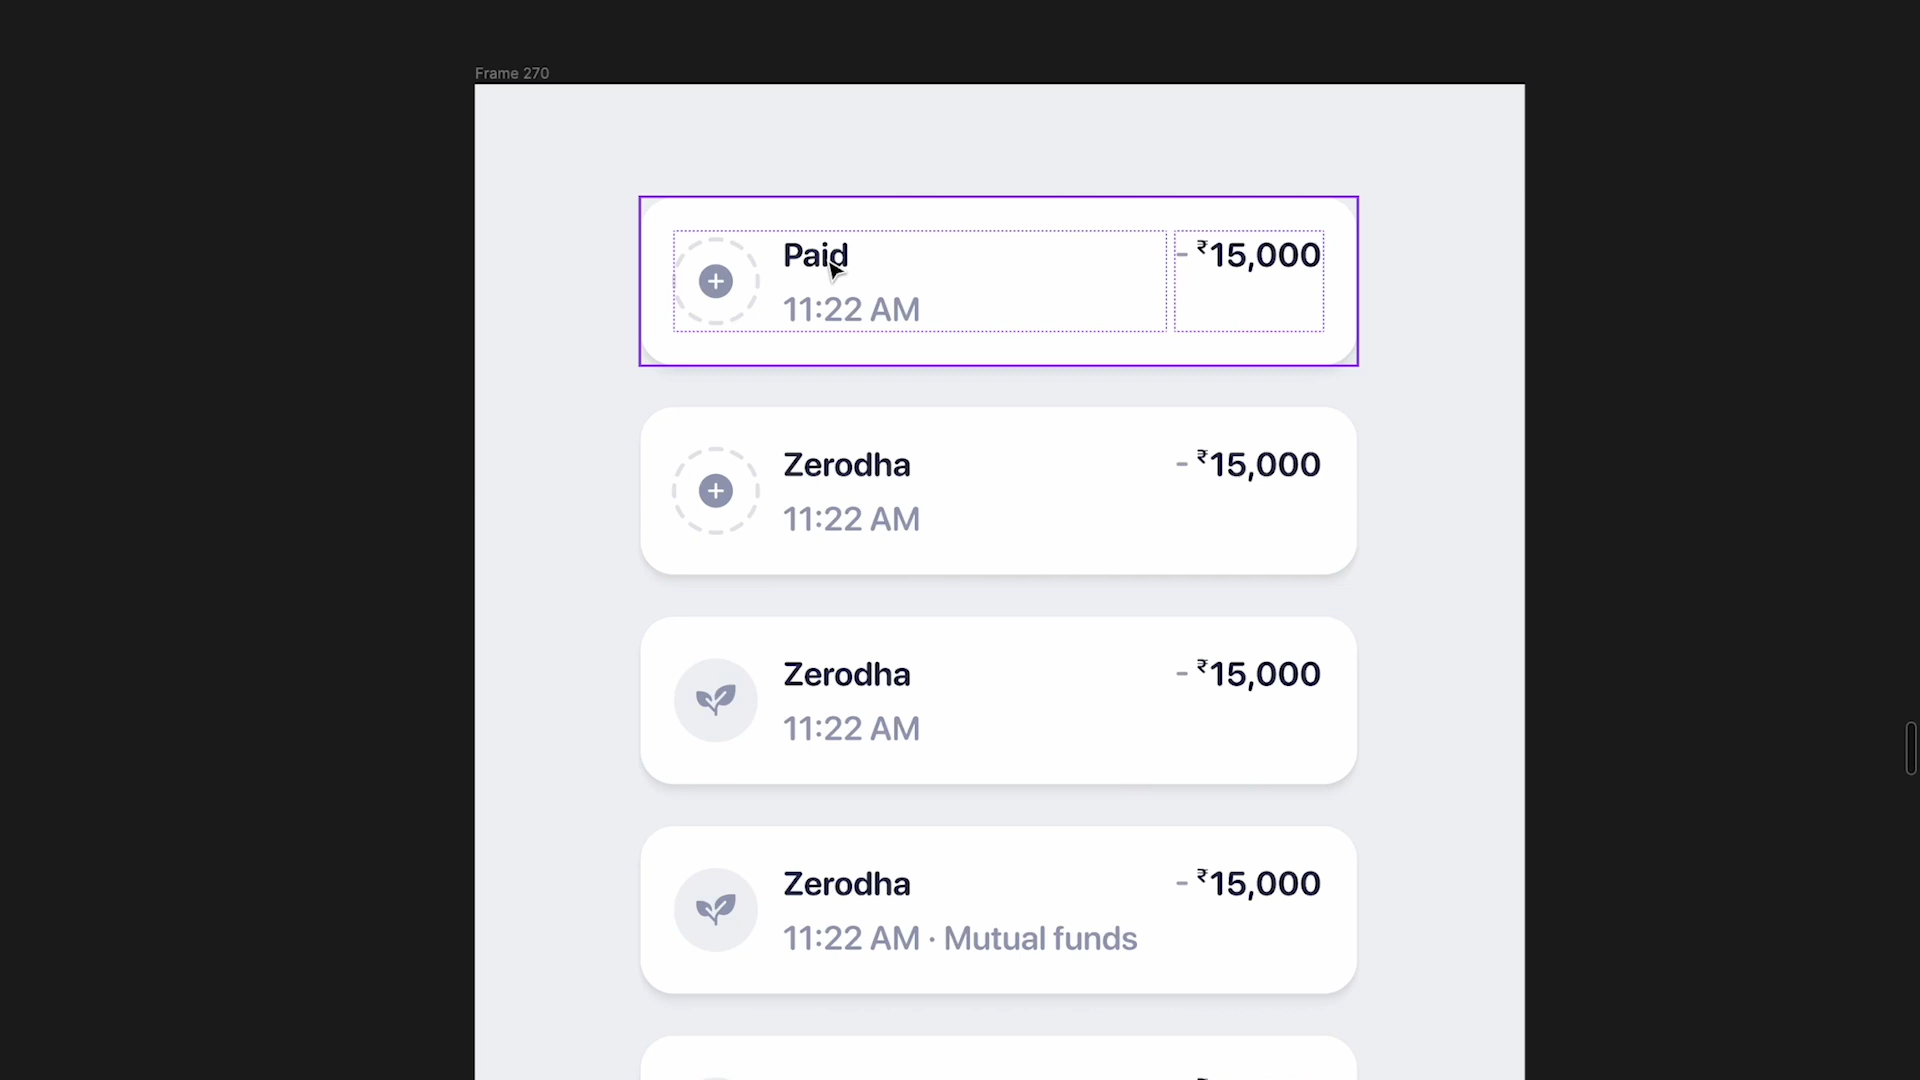 Frame 270
Paid
- ₹15,000
11:22 AM
Zerodha
- ₹15,000
11:22 AM
Zerodha
- ₹15,000
11:22 AM
Zerodha
- ₹15,000
11:22 AM · Mutual funds